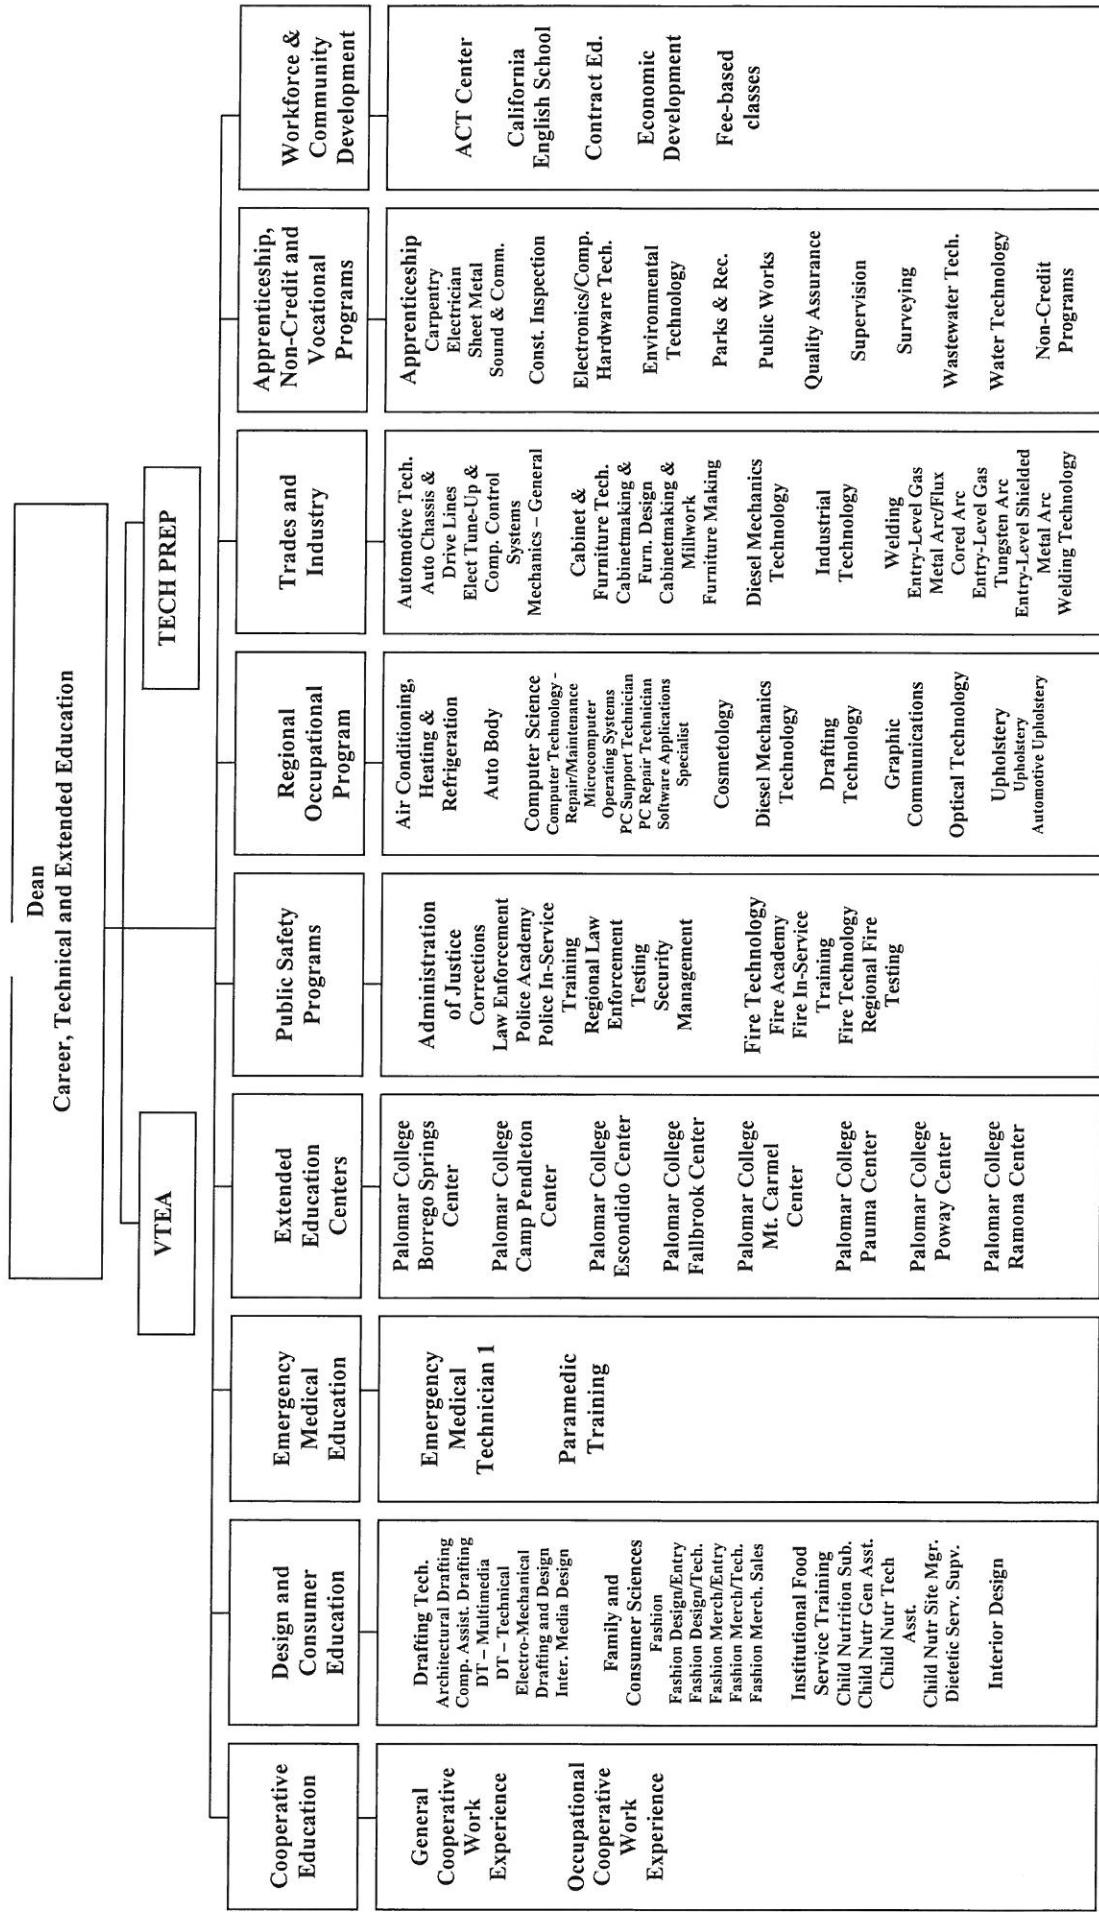 Dean
Career, Technical and Extended Education
VTEA
TECH PREP
Cooperative
Education
General
Cooperative
Work
Experience
Occupational
Cooperative
Work
Experience
Design and
Consumer
Education
Drafting Tech.
Architectural Drafting
Comp. Assist. Drafting
DT – Multimedia
DT – Technical
Electro-Mechanical
Drafting and Design
Inter. Media Design
Family and
Consumer Sciences
Fashion
Fashion Design/Entry
Fashion Design/Tech.
Fashion Merch/Entry
Fashion Merch/Tech.
Fashion Merch. Sales
Institutional Food
Service Training
Child Nutrition Sub.
Child Nutr Gen Asst.
Child Nutr Tech
Asst.
Child Nutr Site Mgr.
Dietetic Serv. Supv.
Interior Design
Emergency
Medical
Education
Emergency
Medical
Technician 1
Paramedic
Training
Extended
Education
Centers
Palomar College
Borrego Springs
Center
Palomar College
Camp Pendleton
Center
Palomar College
Escondido Center
Palomar College
Fallbrook Center
Palomar College
Mt. Carmel
Center
Palomar College
Pauma Center
Palomar College
Poway Center
Palomar College
Ramona Center
Public Safety
Programs
Administration
of Justice
Corrections
Law Enforcement
Police Academy
Police In-Service
Training
Regional Law
Enforcement
Testing
Security
Management
Fire Technology
Fire Academy
Fire In-Service
Training
Fire Technology
Regional Fire
Testing
Regional
Occupational
Program
Air Conditioning,
Heating &
Refrigeration
Auto Body
Computer Science
Computer Technology -
Repair/Maintenance
Microcomputer
Operating Systems
PC Support Technician
PC Repair Technician
Software Applications
Specialist
Cosmetology
Diesel Mechanics
Technology
Drafting
Technology
Graphic
Communications
Optical Technology
Upholstery
Upholstery
Automotive Upholstery
Trades and
Industry
Automotive Tech.
Auto Chassis &
Drive Lines
Elect Tune-Up &
Comp. Control
Systems
Mechanics – General
Cabinet &
Furniture Tech.
Cabinetmaking &
Furn. Design
Cabinetmaking &
Millwork
Furniture Making
Diesel Mechanics
Technology
Industrial
Technology
Welding
Entry-Level Gas
Metal Arc/Flux
Cored Arc
Entry-Level Gas
Tungsten Arc
Entry-Level Shielded
Metal Arc
Welding Technology
Apprenticeship,
Non-Credit and
Vocational
Programs
Apprenticeship
Carpentry
Electrician
Sheet Metal
Sound & Comm.
Const. Inspection
Electronics/Comp.
Hardware Tech.
Environmental
Technology
Parks & Rec.
Public Works
Quality Assurance
Supervision
Surveying
Wastewater Tech.
Water Technology
Non-Credit
Programs
Workforce &
Community
Development
ACT Center
California
English School
Contract Ed.
Economic
Development
Fee-based
classes